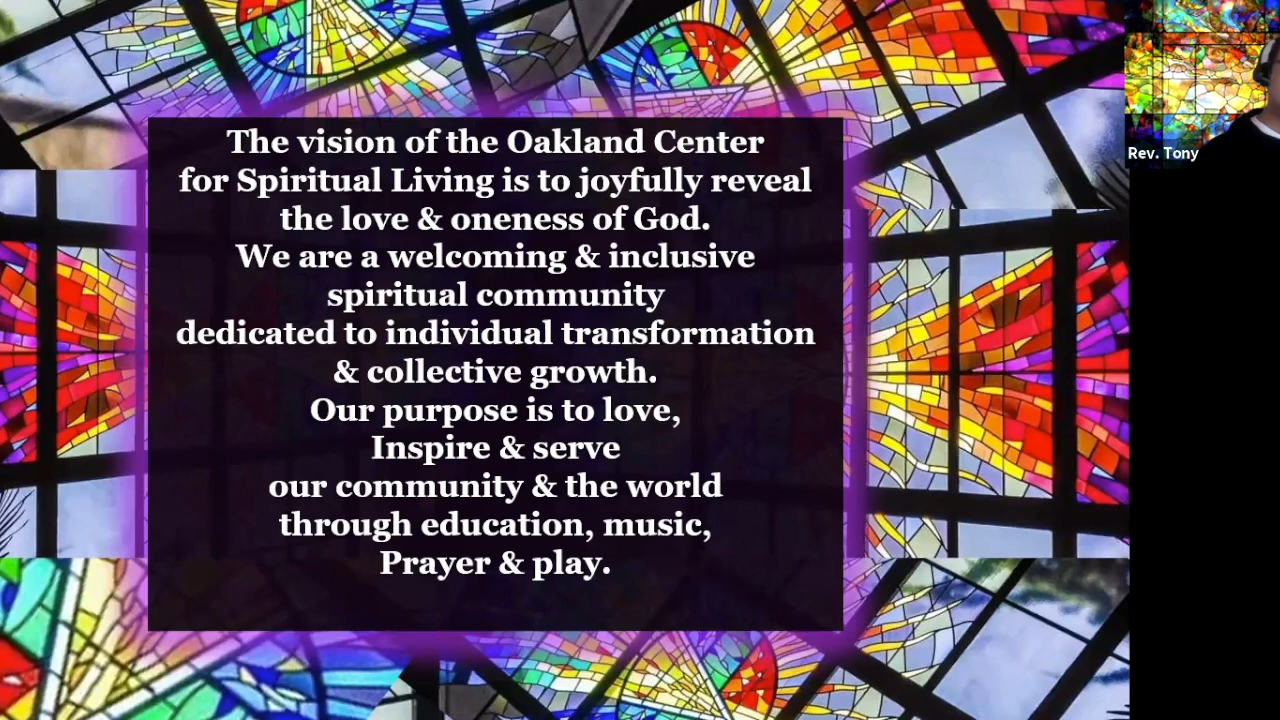 The vision of the Oakland Center
for Spiritual Living is to joyfully reveal
the love & oneness of God.
We are a welcoming & inclusive
spiritual community
dedicated to individual transformation
& collective growth.
Our purpose is to love,
Inspire & serve
our community & the world
through education, music,
Prayer & play.
Rev. Tony